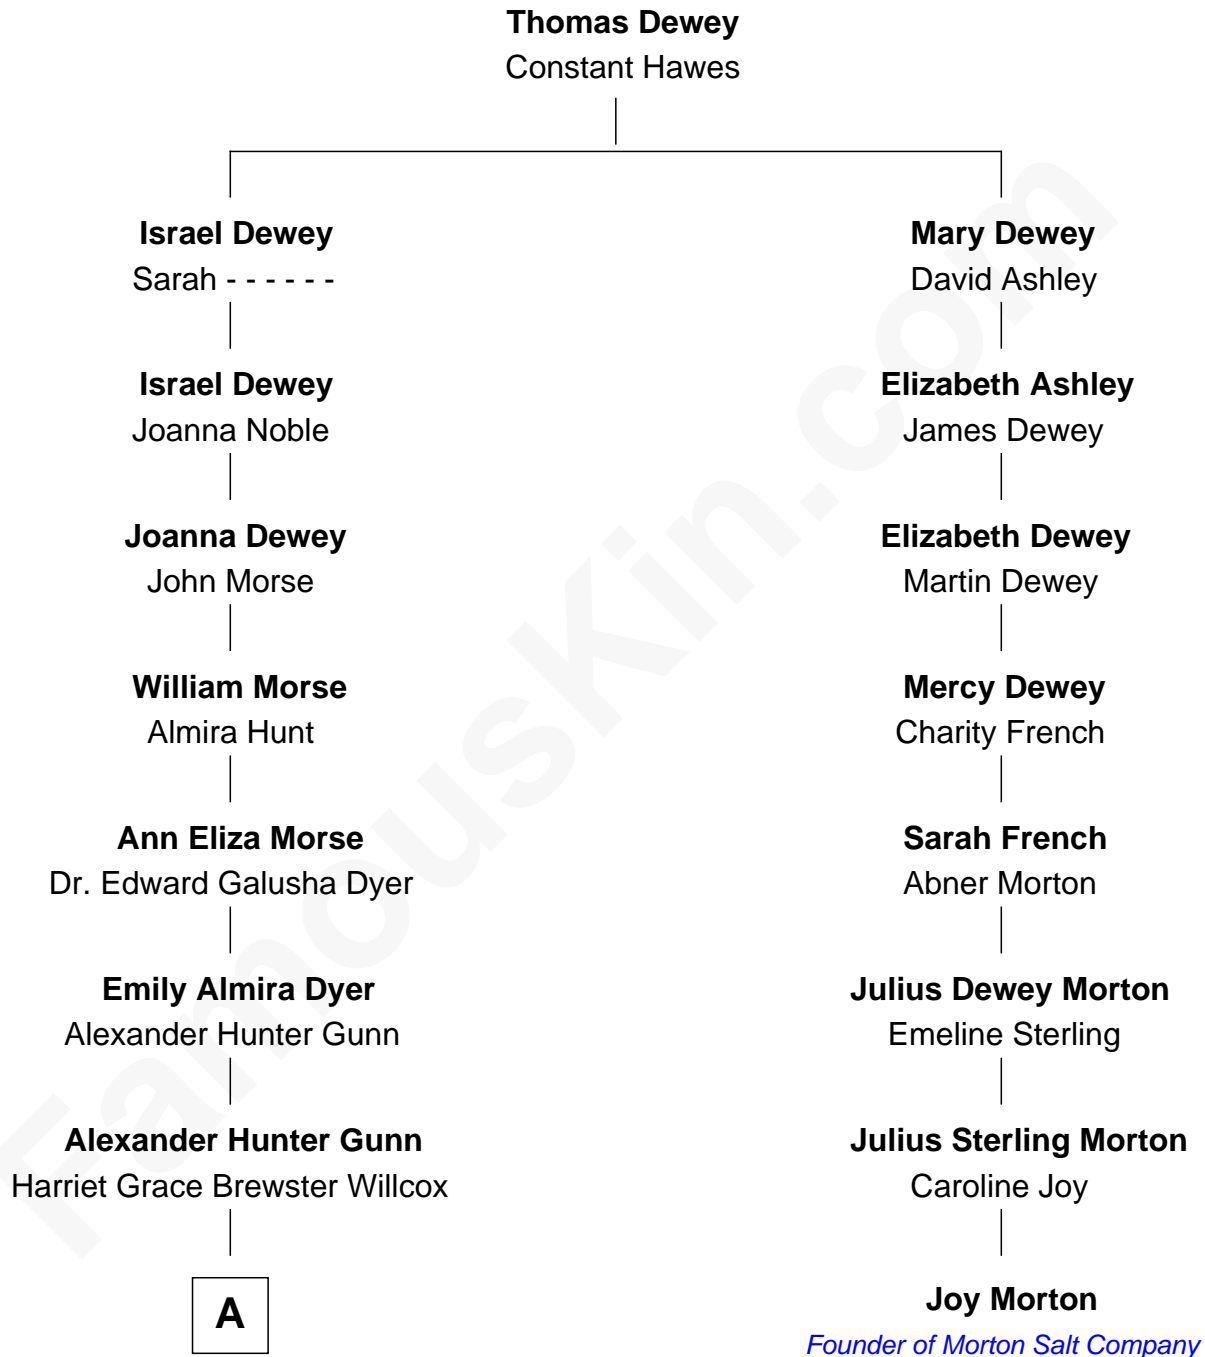 Thomas Dewey
Constant Hawes
Israel Dewey
Sarah - - - - - -
Mary Dewey
David Ashley
Israel Dewey
Joanna Noble
Elizabeth Ashley
James Dewey
Joanna Dewey
John Morse
Elizabeth Dewey
Martin Dewey
William Morse
Almira Hunt
Mercy Dewey
Charity French
Ann Eliza Morse
Dr. Edward Galusha Dyer
Sarah French
Abner Morton
Emily Almira Dyer
Alexander Hunter Gunn
Julius Dewey Morton
Emeline Sterling
Alexander Hunter Gunn
Harriet Grace Brewster Willcox
Julius Sterling Morton
Caroline Joy
A
Joy Morton
Founder of Morton Salt Company
FamousKin.com